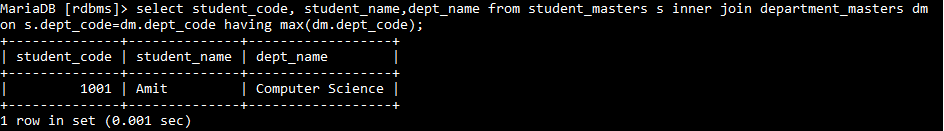 MariaDB [rdbms]> select student_code, student_name,dept_name from student_masters s inner join department_masters dm
on s.dept_code=dm.dept_code having max(dm.dept_code);
+--------------+--------------+------------------+
| student_code | student_name | dept_name        |
+--------------+--------------+------------------+
|         1001 | Amit         | Computer Science |
+--------------+--------------+------------------+
1 row in set (0.001 sec)